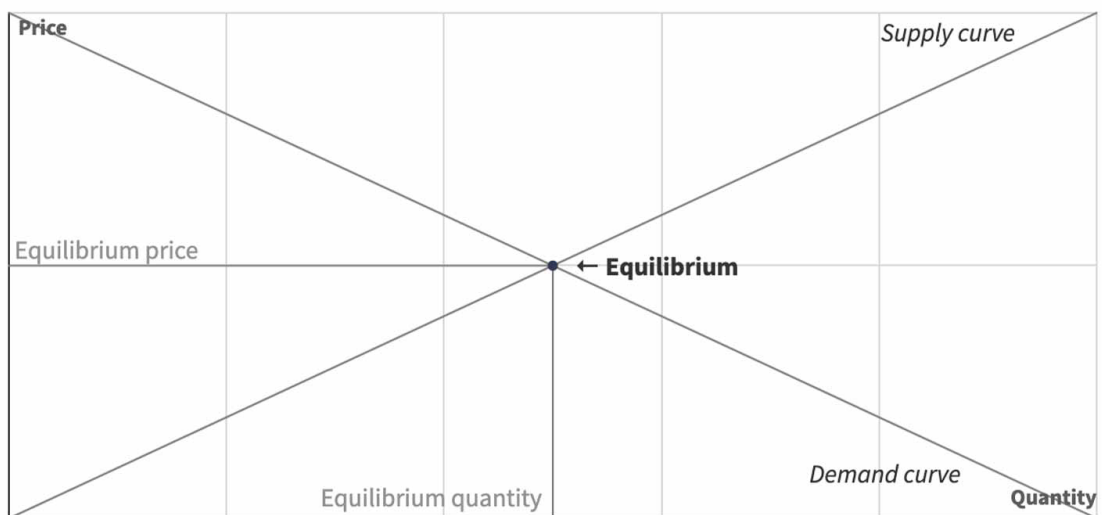 Price
Supply curve
Equilibrium price
← Equilibrium
Demand curve
Equilibrium quantity
Quantity